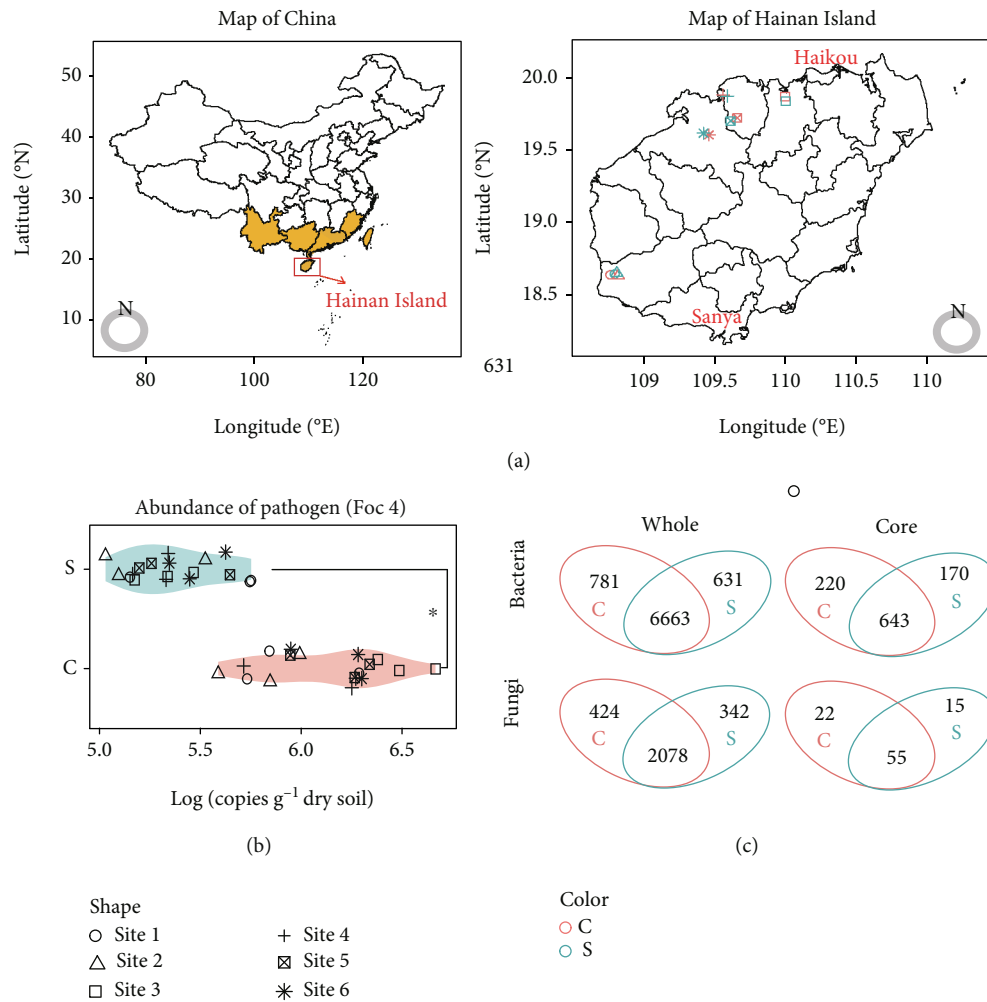 Map of China
50
40
30
20
10
Latitude (°N)
N
Hainan Island
80
100
120
Longitude (°E)
631
Map of Hainan Island
Haikou
20.0
19.5
19.0
18.5
Latitude (°N)
Sanya
N
109
109.5
110
110.5
110
Longitude (°E)
(a)
Abundance of pathogen (Foc 4)
S
C
*
5.0
5.5
6.0
6.5
Log (copies g⁻¹ dry soil)
(b)
Whole
Core
Bacteria
781
631
C
6663
S
220
170
C
643
S
Fungi
424
342
C
2078
S
22
15
C
55
S
(c)
Shape
Site 1
Site 4
Site 2
Site 5
Site 3
Site 6
Color
C
S